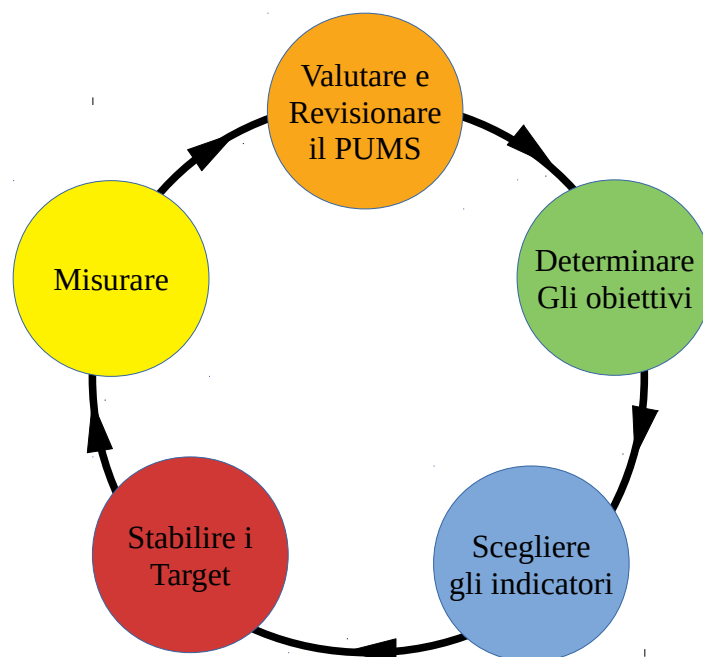 Valutare e
Revisionare
il PUMS
Determinare
Gli obiettivi
Scegliere
gli indicatori
Stabilire i
Target
Misurare